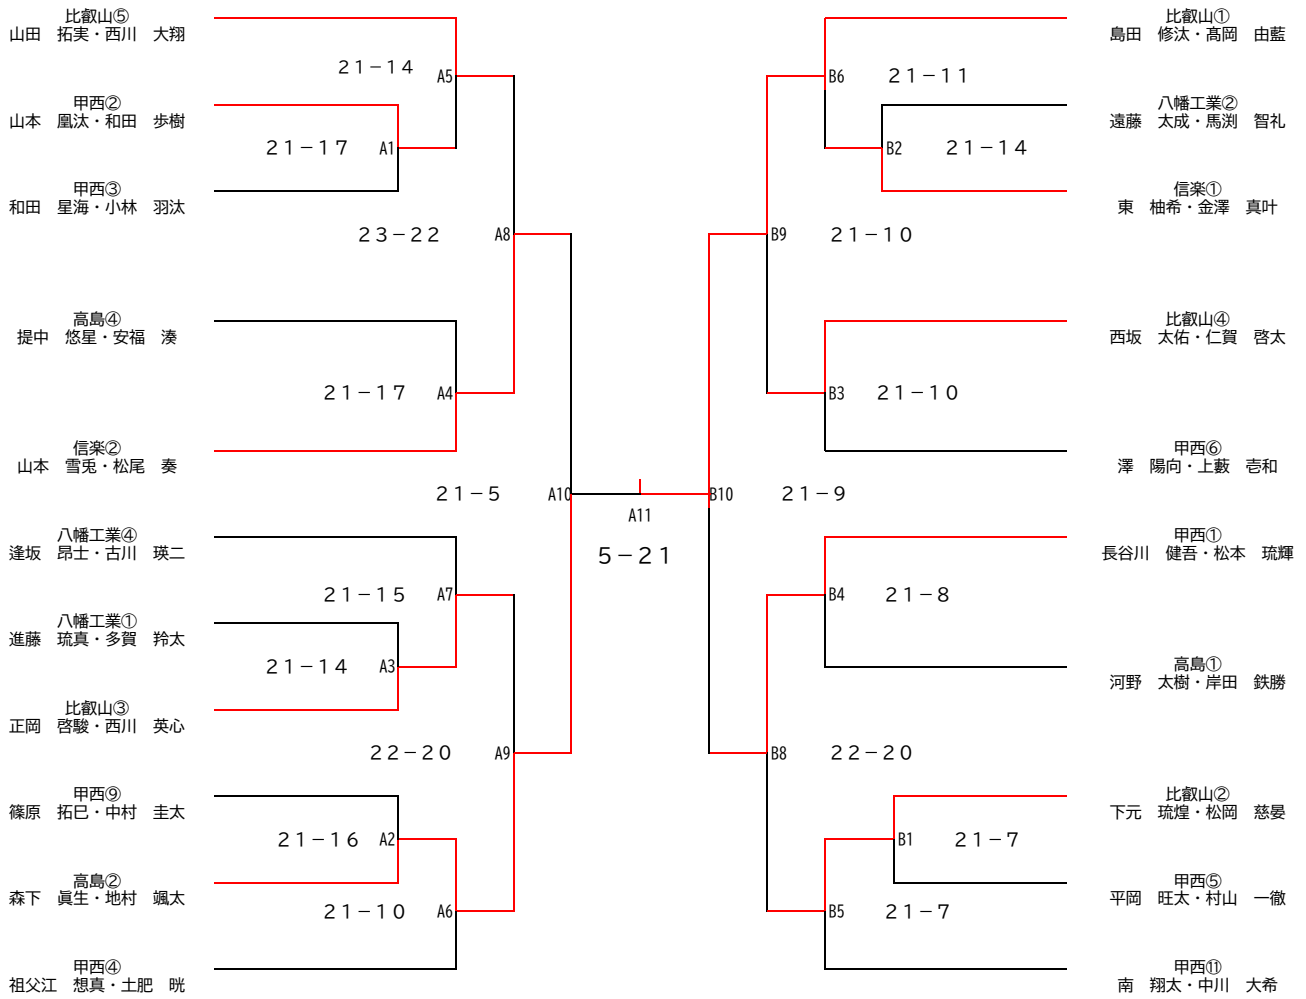 比叡山⑤
山田　拓実・西川　大翔
21－14
A5
甲西②
山本　凰汰・和田　歩樹
21－17
A1
甲西③
和田　星海・小林　羽汰
23－22
A8
高島④
提中　悠星・安福　湊
21－17
A4
信楽②
山本　雪兎・松尾　奏
21－5
A10
八幡工業④
逢坂　昂士・古川　瑛二
21－15
A7
八幡工業①
進藤　琉真・多賀　羚太
21－14
A3
比叡山③
正岡　啓駿・西川　英心
22－20
A9
甲西⑨
篠原　拓巳・中村　圭太
21－16
A2
高島②
森下　眞生・地村　颯太
21－10
A6
甲西④
祖父江　想真・土肥　晄
A11
5－21
比叡山①
島田　修汰・髙岡　由藍
B6
21－11
八幡工業②
遠藤　太成・馬渕　智礼
B2
21－14
信楽①
東　柚希・金澤　真叶
B9
21－10
比叡山④
西坂　太佑・仁賀　啓太
B3
21－10
甲西⑥
澤　陽向・上藪　壱和
B10
21－9
甲西①
長谷川　健吾・松本　琉輝
B4
21－8
高島①
河野　太樹・岸田　鉄勝
B8
22－20
比叡山②
下元　琉煌・松岡　慈晏
B1
21－7
甲西⑤
平岡　旺太・村山　一徹
B5
21－7
甲西⑪
南　翔太・中川　大希